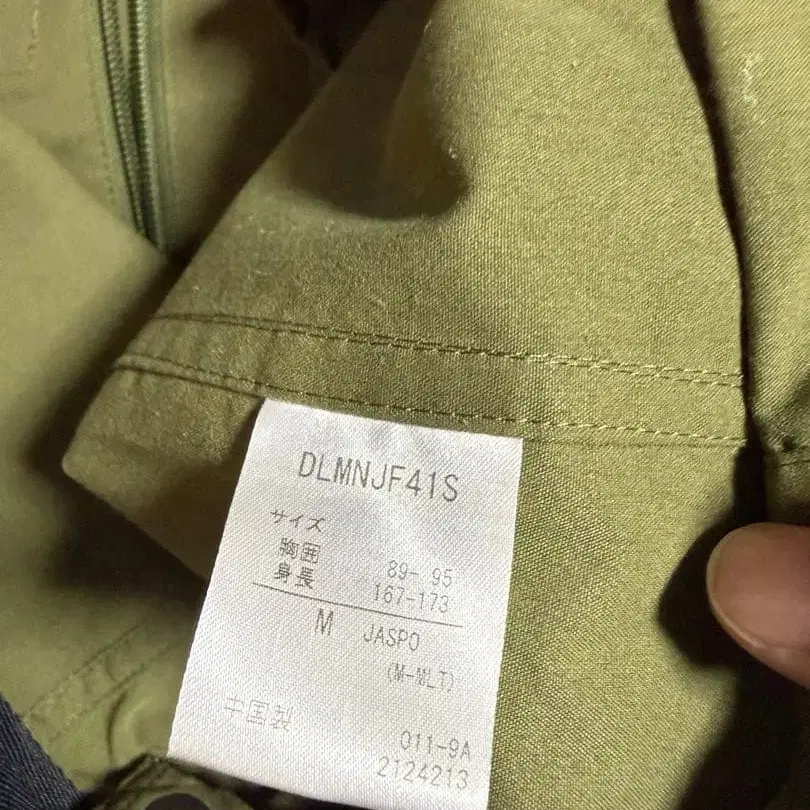 DLMNJF41S
サイズ
胸囲 89- 95
身長 167-173
M JASPO
(M-MLT)
中国製
011-9A
2124213